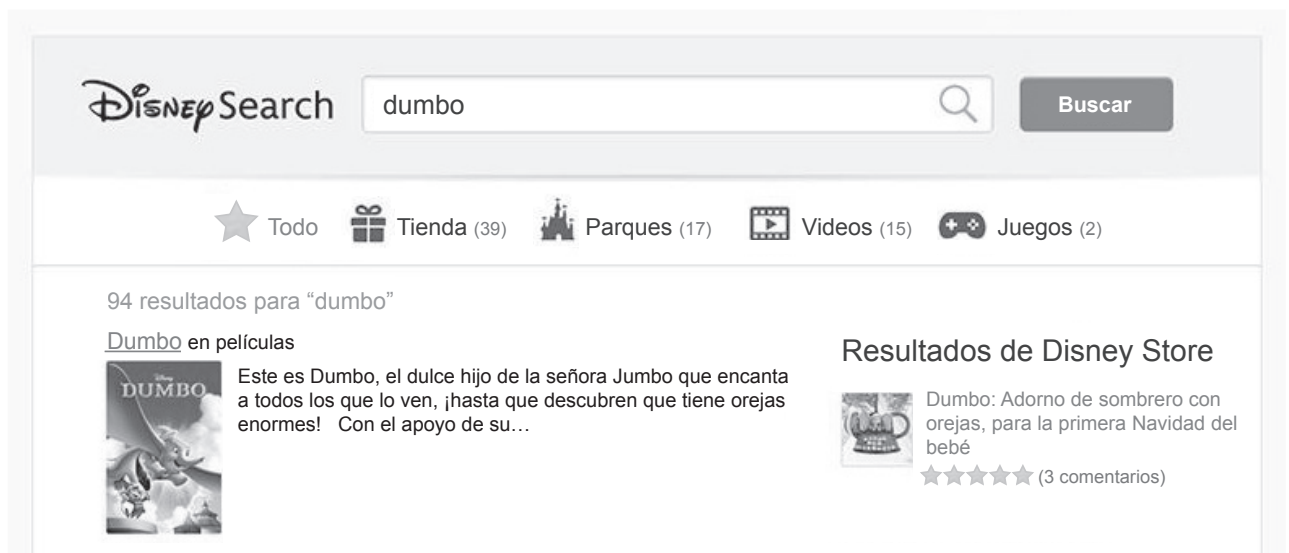 Disney Search
dumbo
Buscar
Todo
Tienda (39)
Parques (17)
Videos (15)
Juegos (2)
94 resultados para “dumbo”
Dumbo en películas
DISNEY
DUMBO
Este es Dumbo, el dulce hijo de la señora Jumbo que encanta
a todos los que lo ven, ¡hasta que descubren que tiene orejas
enormes! Con el apoyo de su…
Resultados de Disney Store
Dumbo: Adorno de sombrero con
orejas, para la primera Navidad del
bebé
(3 comentarios)